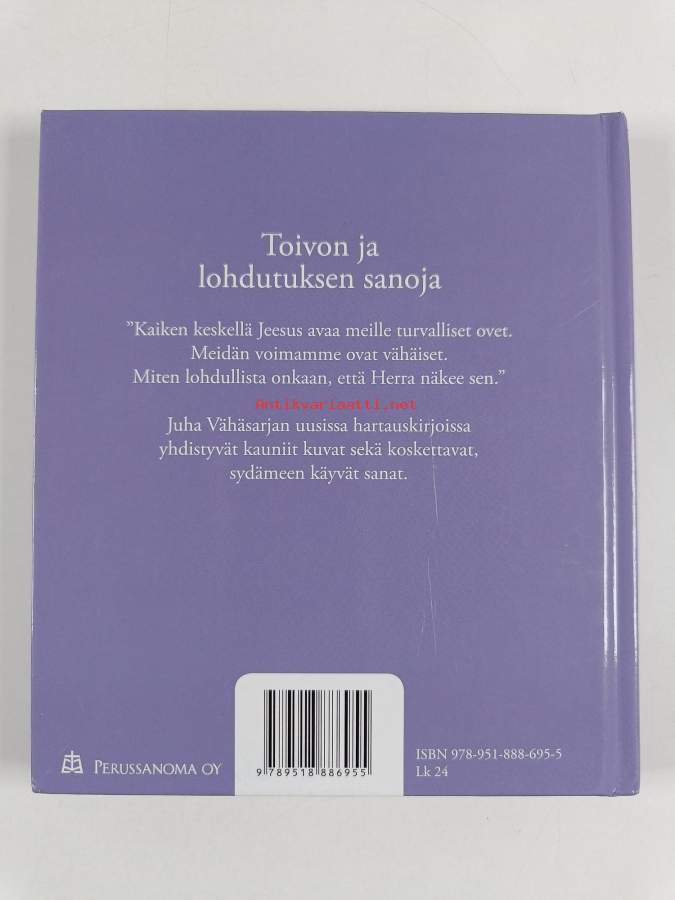 Toivon ja
lohdutuksen sanoja
”Kaiken keskellä Jeesus avaa meille turvalliset ovet.
Meidän voimamme ovat vähäiset.
Miten lohdullista onkaan, että Herra näkee sen.”
Antikvariaatti.net
Juha Vähäsarjan uusissa hartauskirjoissa
yhdistyvät kauniit kuvat sekä koskettavat,
sydämeen käyvät sanat.
PERUSSANOMA OY
9 789518 886955
ISBN 978-951-888-695-5
Lk 24